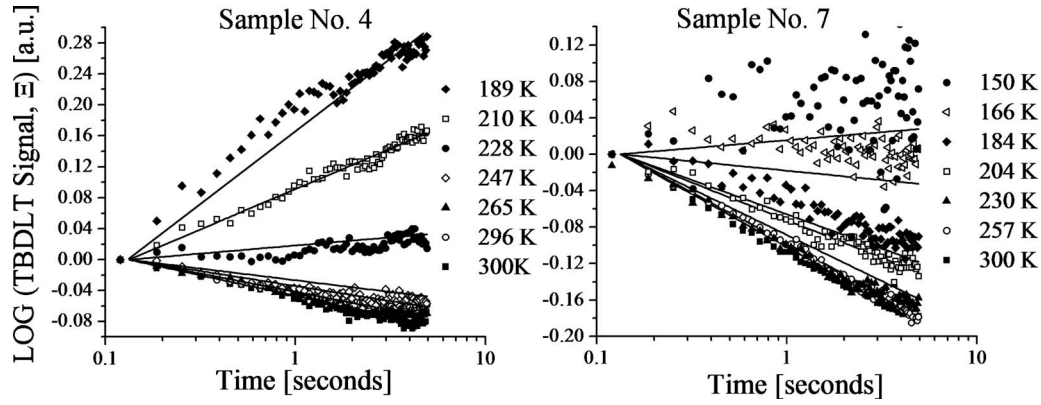 Sample No. 4
LOG (TBDLT Signal, Ξ) [a.u.]
0.28
0.24
0.20
0.16
0.12
0.08
0.04
0.00
-0.04
-0.08
0.1
1
10
Time [seconds]
189 K
210 K
228 K
247 K
265 K
296 K
300K
Sample No. 7
0.12
0.08
0.04
0.00
-0.04
-0.08
-0.12
-0.16
-0.20
0.1
1
10
Time [seconds]
150 K
166 K
184 K
204 K
230 K
257 K
300 K